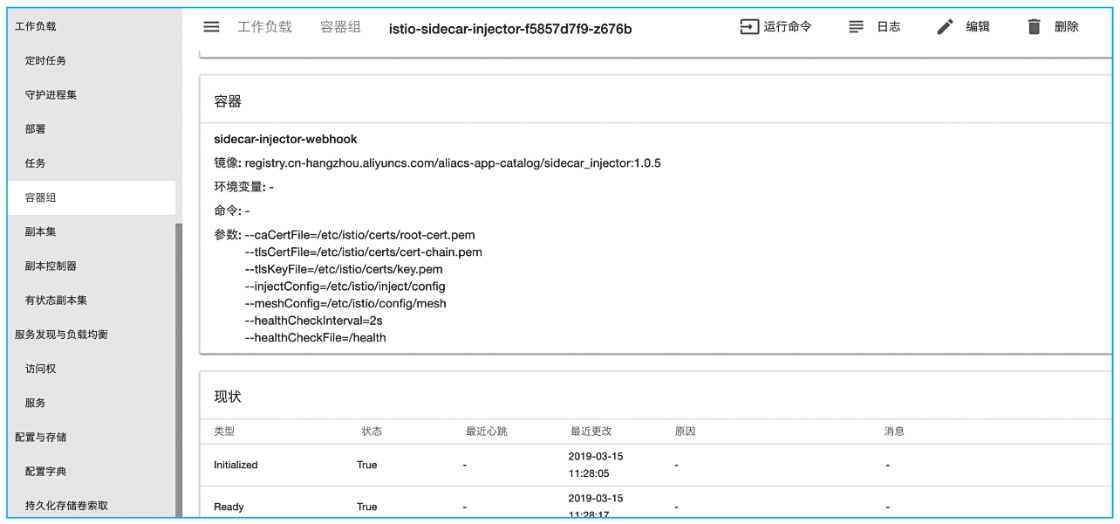 工作负载
定时任务
守护进程集
部署
任务
容器组
副本集
副本控制器
有状态副本集
服务发现与负载均衡
访问权
服务
配置与存储
配置字典
持久化存储卷索取
工作负载 容器组 istio-sidecar-injector-f5857d7f9-z676b 运行命令 日志 编辑 删除
容器
sidecar-injector-webhook
镜像: registry.cn-hangzhou.aliyuncs.com/aliacs-app-catalog/sidecar_injector:1.0.5
环境变量: -
命令: -
参数: --caCertFile=/etc/istio/certs/root-cert.pem
--tlsCertFile=/etc/istio/certs/cert-chain.pem
--tlsKeyFile=/etc/istio/certs/key.pem
--injectConfig=/etc/istio/inject/config
--meshConfig=/etc/istio/config/mesh
--healthCheckInterval=2s
--healthCheckFile=/health
现状
类型 状态 最近心跳 最近更改 原因 消息
Initialized True - 2019-03-15 11:28:05 - -
Ready True - 2019-03-15 11:28:17 - -